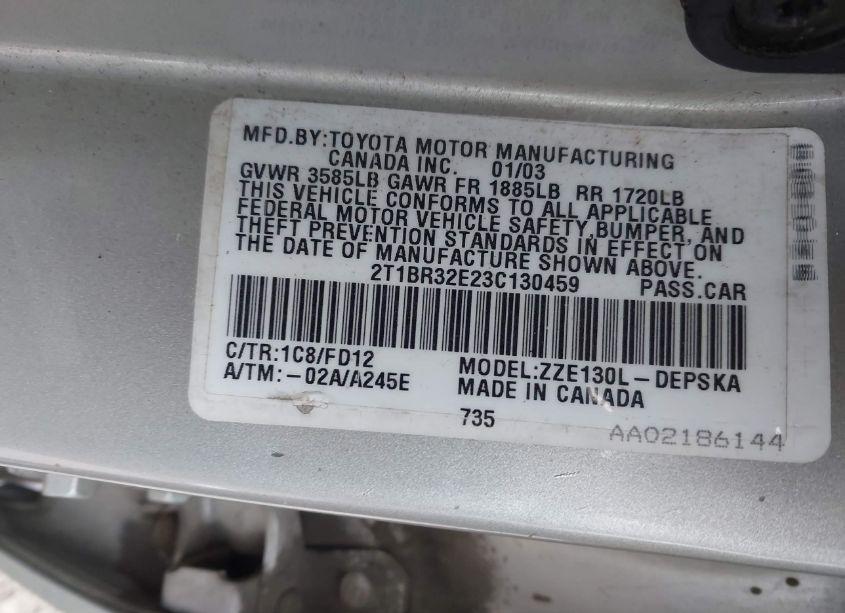 MFD.BY:TOYOTA MOTOR MANUFACTURING
CANADA INC. 01/03
GVWR 3585LB GAWR FR 1885LB RR 1720LB
THIS VEHICLE CONFORMS TO ALL APPLICABLE
FEDERAL MOTOR VEHICLE SAFETY,BUMPER, AND
THEFT PREVENTION STANDARDS IN EFFECT ON
THE DATE OF MANUFACTURE SHOWN ABOVE.
2T1BR32E23C130459 PASS.CAR
C/TR:1C8/FD12 MODEL:ZZE130L-DEPSKA
A/TM:-02A/A245E MADE IN CANADA
735
AA02186144